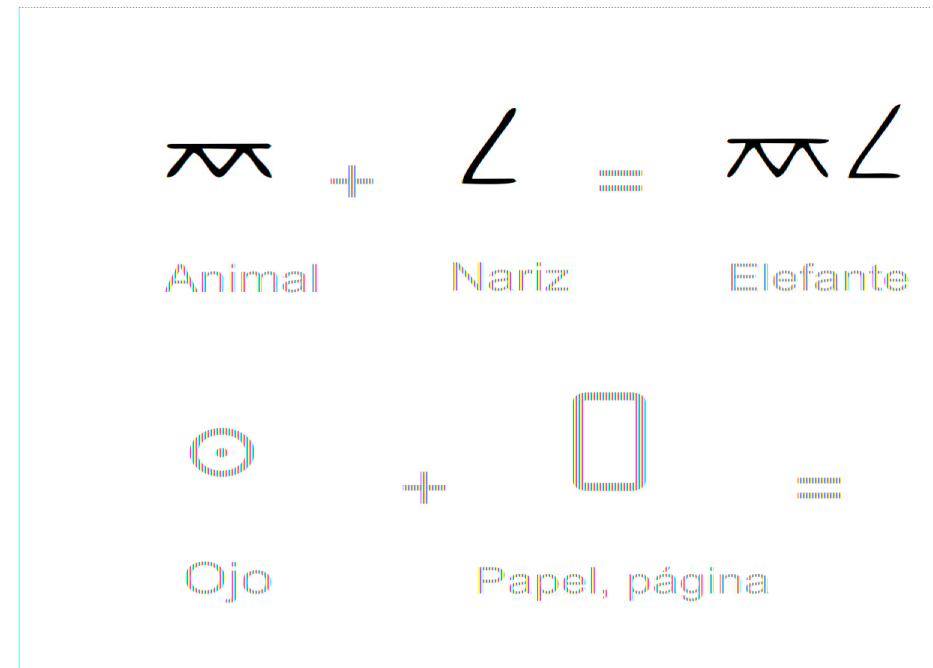 + =
Animal Nariz Elefante
+ =
Ojo Papel, página